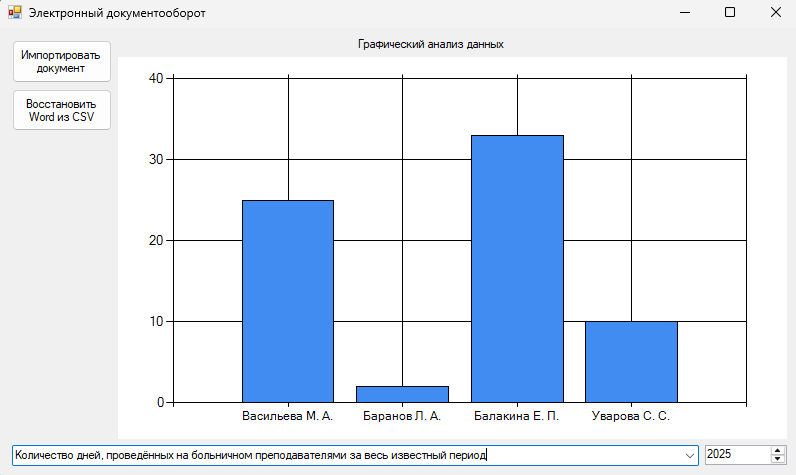 Электронный документооборот
Импортировать
документ
Восстановить
Word из CSV
Графический анализ данных
40
30
20
10
0
Васильева М. А.
Баранов Л. А.
Балакина Е. П.
Уварова С. С.
Количество дней, проведённых на больничном преподавателями за весь известный период
2025